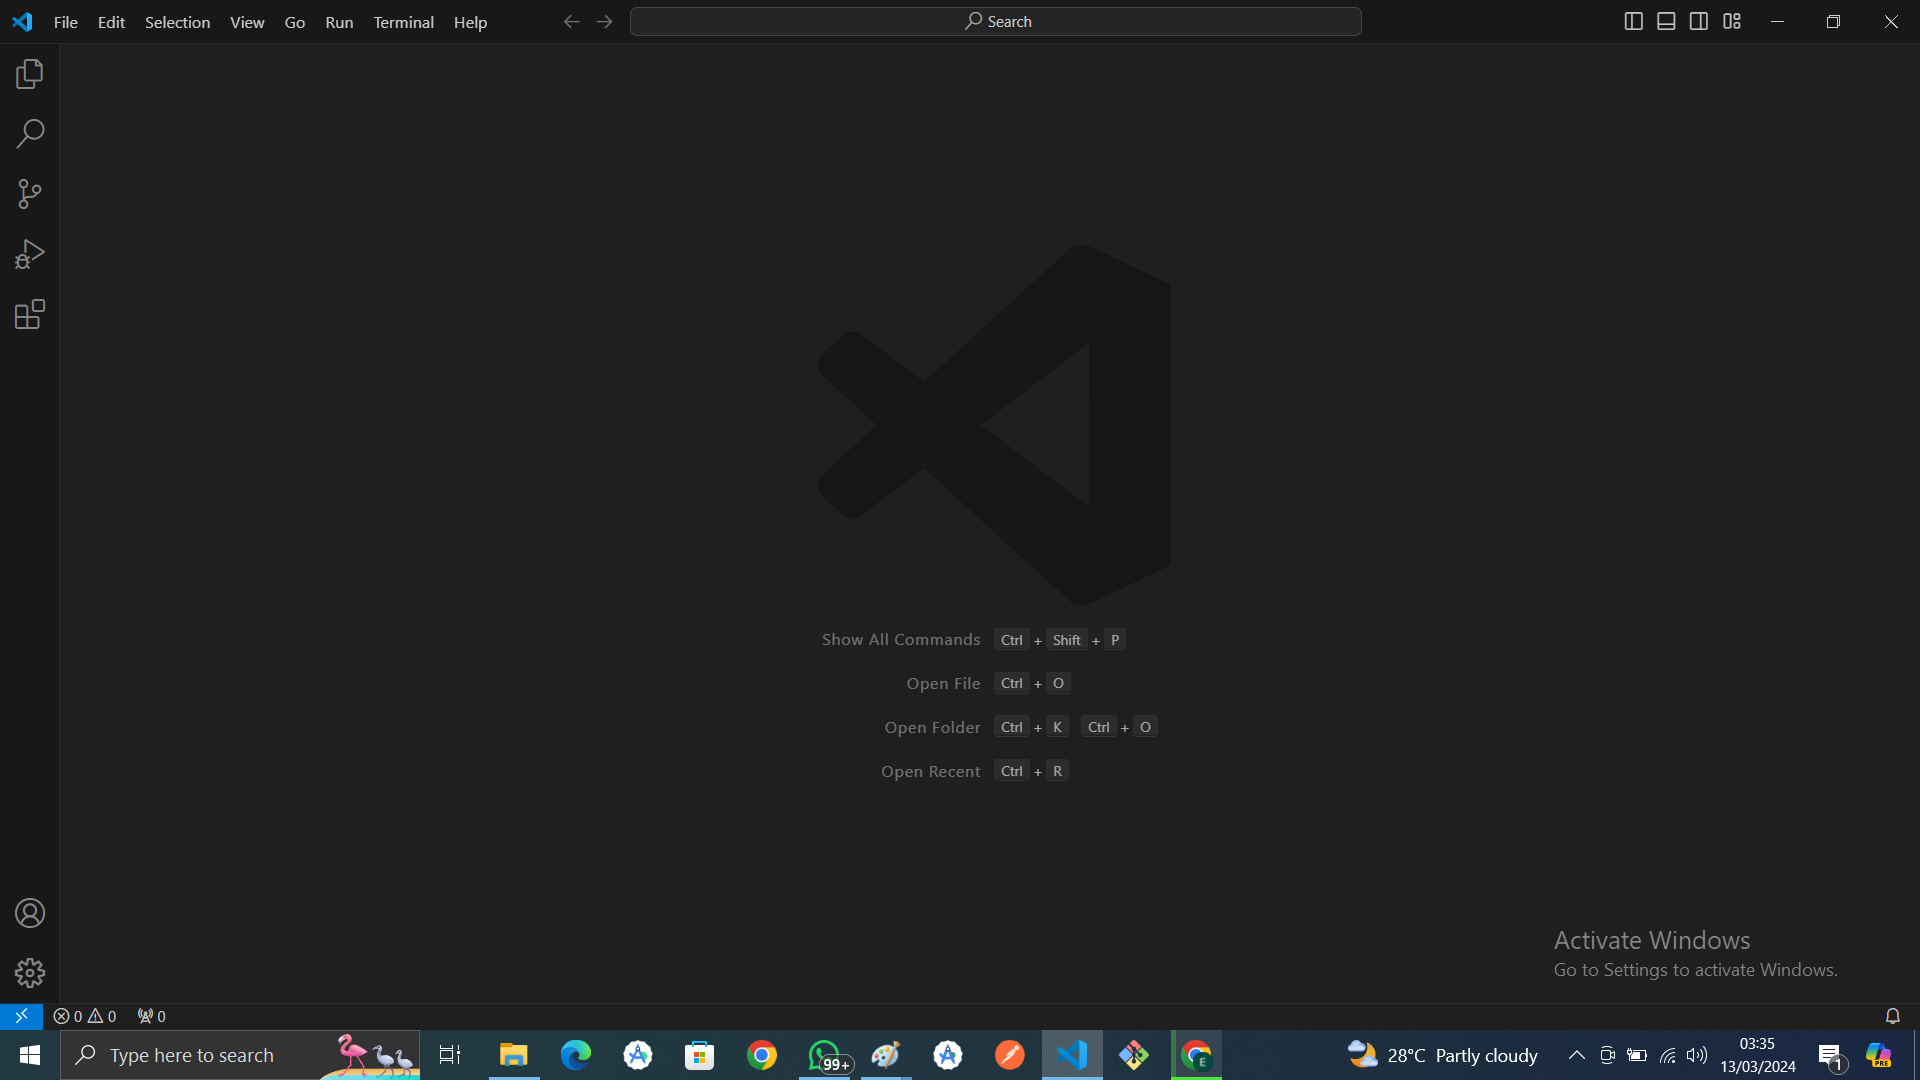 File Edit Selection View Go Run Terminal Help
Search
Show All Commands Ctrl + Shift + P
Open File Ctrl + O
Open Folder Ctrl + K Ctrl + O
Open Recent Ctrl + R
Activate Windows
Go to Settings to activate Windows.
0 0 0
Type here to search
99+
E
28°C Partly cloudy
03:35
13/03/2024
1
PRE